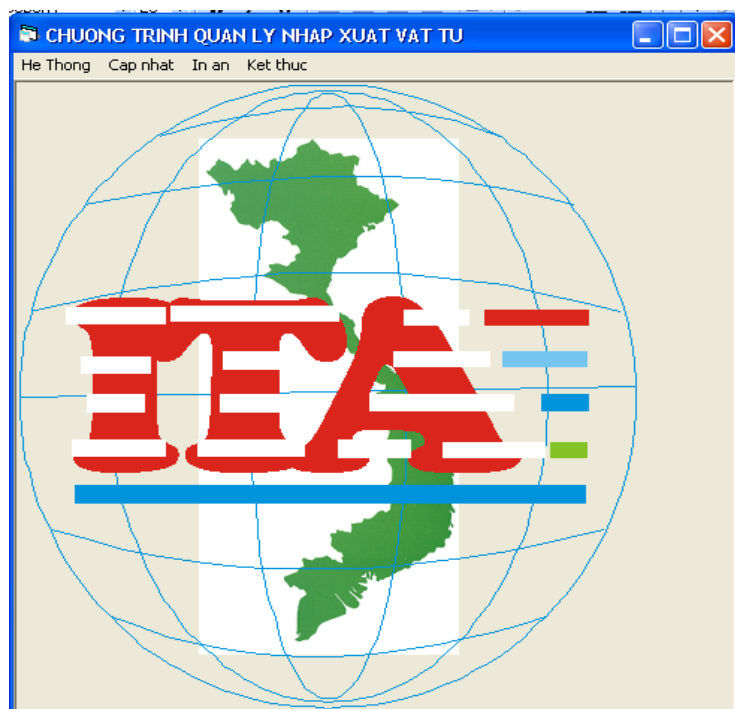 CHUONG TRINH QUAN LY NHAP XUAT VAT TU
He Thong Cap nhat In an Ket thuc
ITA